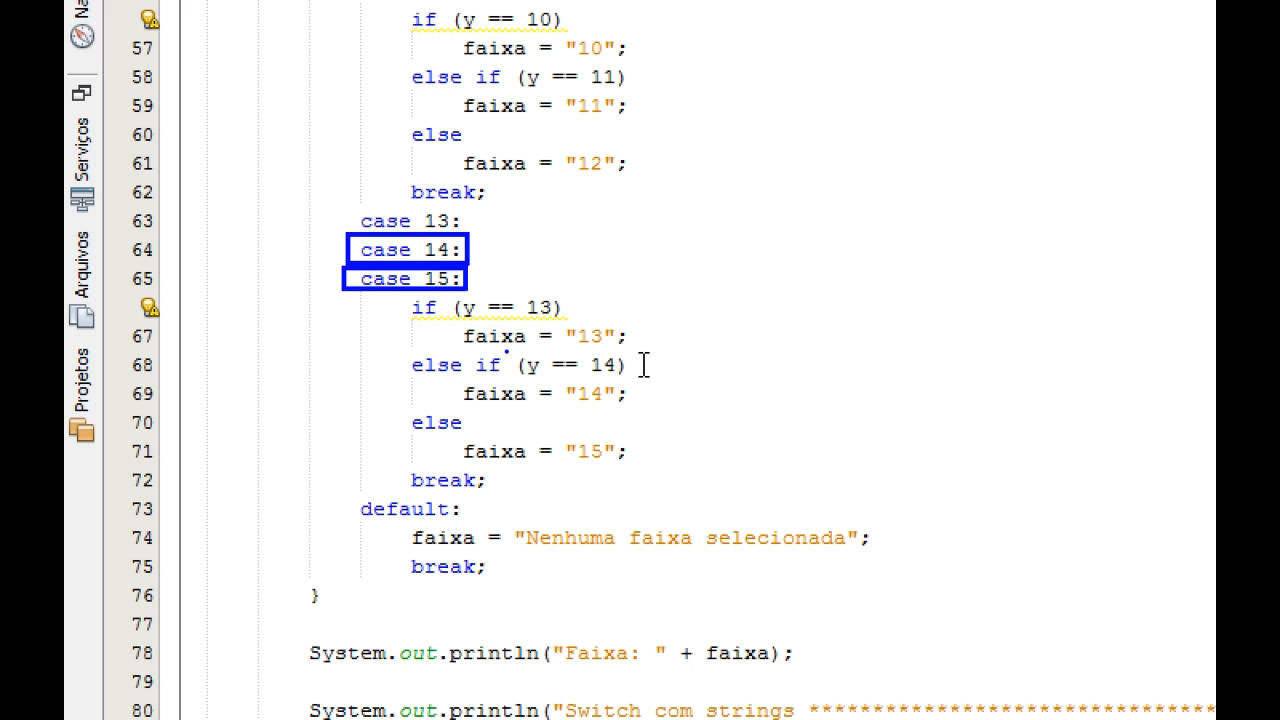 Na
Serviços
Arquivos
Projetos
if (y == 10)
57 faixa = "10";
58 else if (y == 11)
59 faixa = "11";
60 else
61 faixa = "12";
62 break;
63 case 13:
64 case 14:
65 case 15:
if (y == 13)
67 faixa = "13";
68 else if (y == 14)
69 faixa = "14";
70 else
71 faixa = "15";
72 break;
73 default:
74 faixa = "Nenhuma faixa selecionada";
75 break;
76 }
77
78 System.out.println("Faixa: " + faixa);
79
80 System.out.println("Switch com strings ********************************